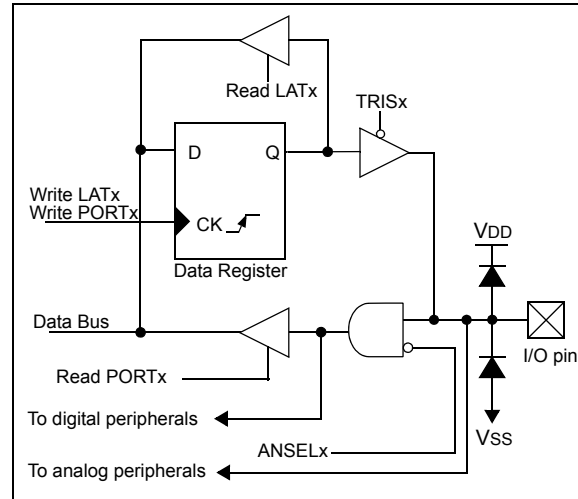 Read LATx
TRISx
D
Q
Write LATx
Write PORTx
CK
VDD
Data Register
Data Bus
I/O pin
Read PORTx
To digital peripherals
VSS
ANSELx
To analog peripherals